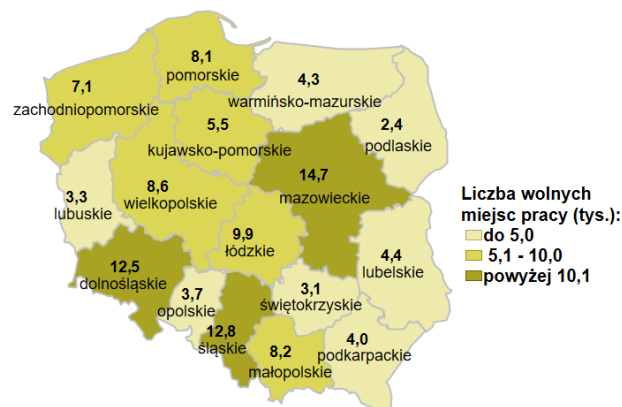 8,1
pomorskie
7,1
zachodniopomorskie
4,3
warmińsko-mazurskie
2,4
podlaskie
5,5
kujawsko-pomorskie
14,7
mazowieckie
3,3
lubuskie
8,6
wielkopolskie
9,9
łódzkie
12,5
dolnośląskie
3,7
opolskie
12,8
śląskie
3,1
świętokrzyskie
4,4
lubelskie
8,2
małopolskie
4,0
podkarpackie
Liczba wolnych
miejsc pracy (tys.):
do 5,0
5,1 - 10,0
powyżej 10,1